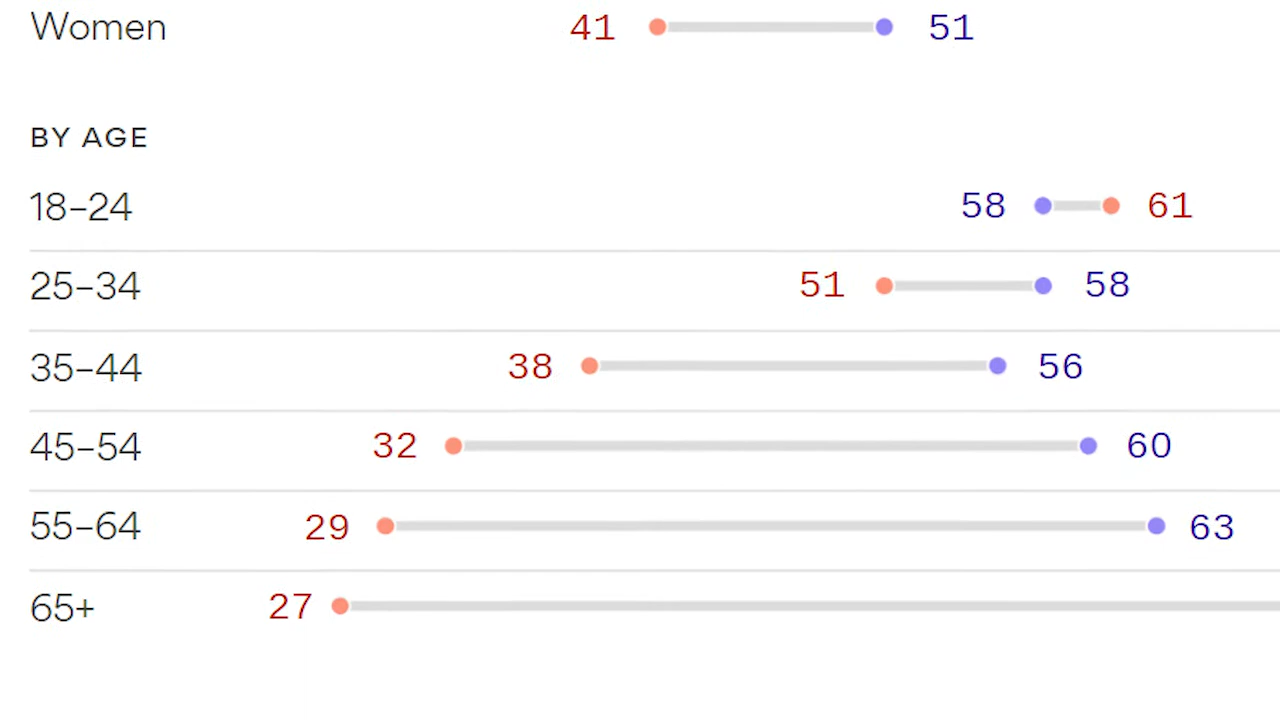 Women 41 51
BY AGE
18–24 58 61
25–34 51 58
35–44 38 56
45–54 32 60
55–64 29 63
65+ 27